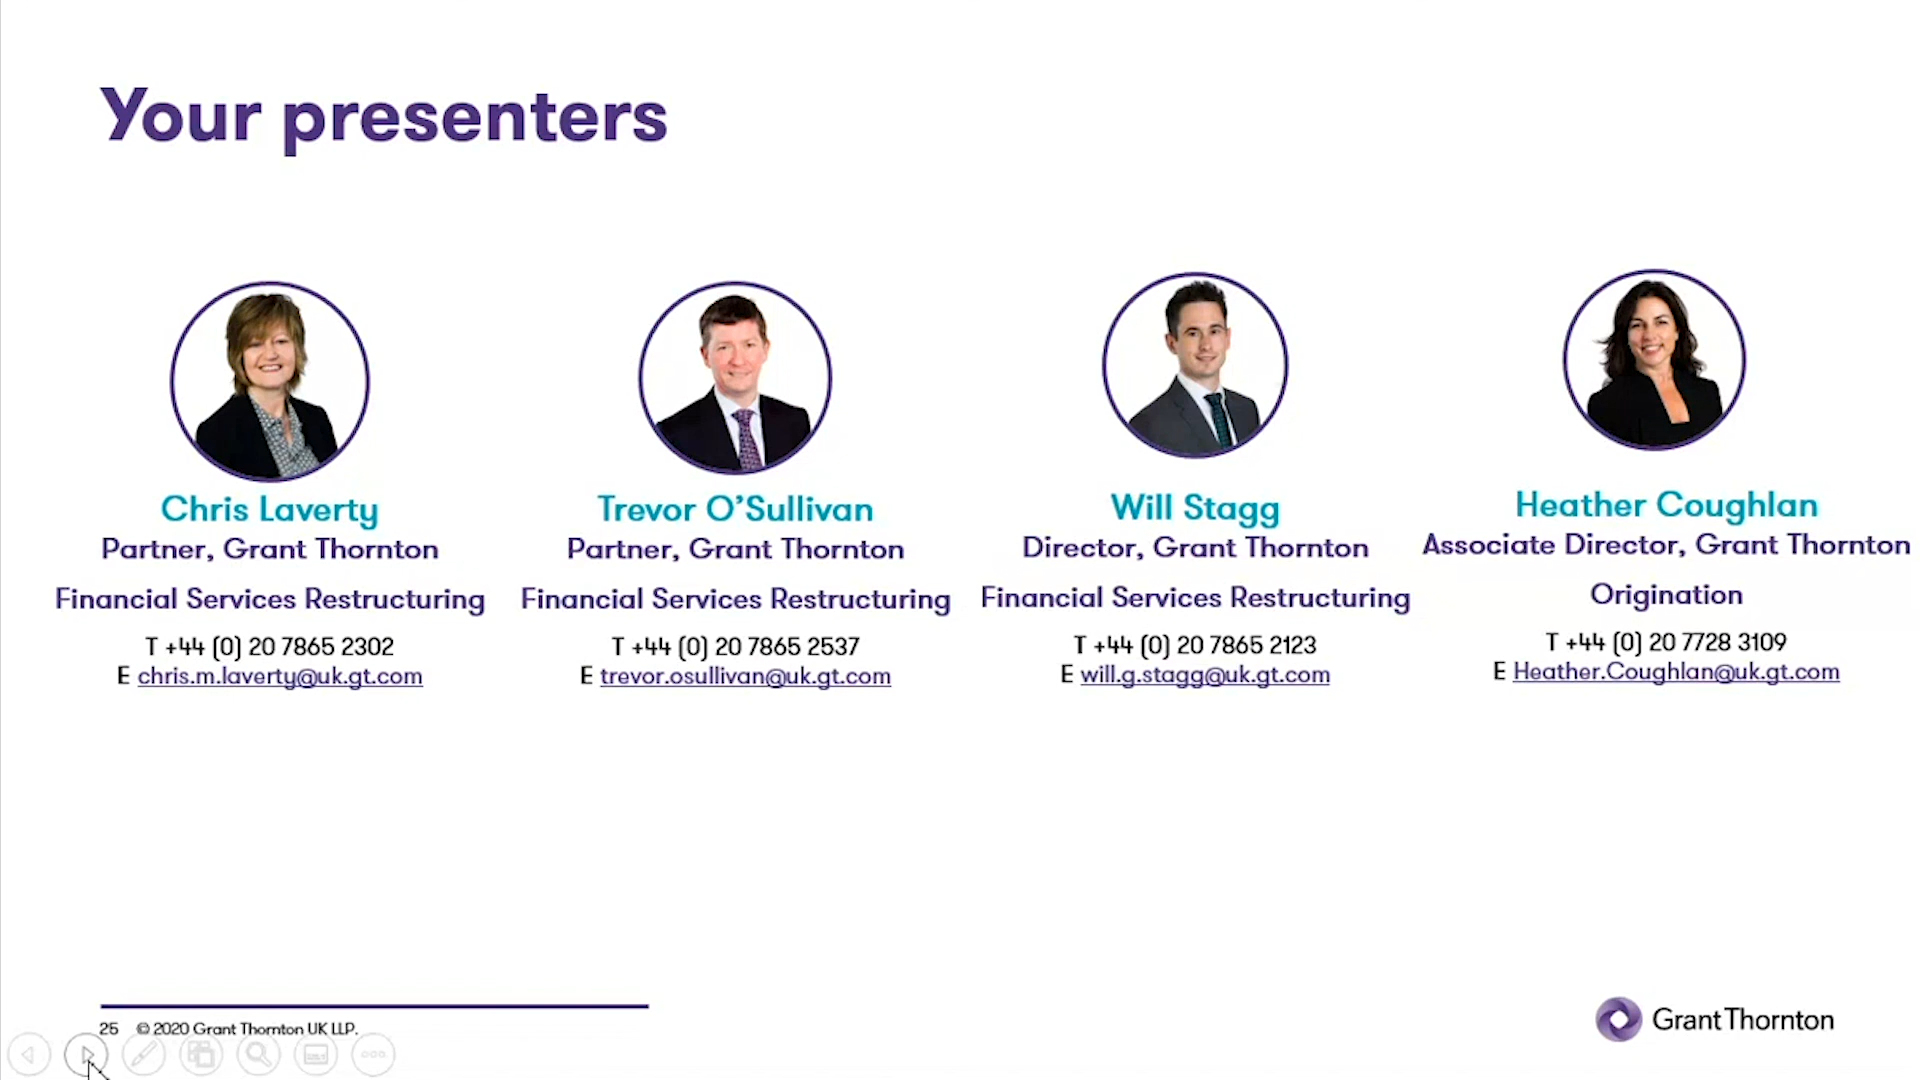 Your presenters
Chris Laverty
Partner, Grant Thornton
Financial Services Restructuring
T +44 (0) 20 7865 2302
E chris.m.laverty@uk.gt.com
Trevor O’Sullivan
Partner, Grant Thornton
Financial Services Restructuring
T +44 (0) 20 7865 2537
E trevor.osullivan@uk.gt.com
Will Stagg
Director, Grant Thornton
Financial Services Restructuring
T +44 (0) 20 7865 2123
E will.g.stagg@uk.gt.com
Heather Coughlan
Associate Director, Grant Thornton
Origination
T +44 (0) 20 7728 3109
E Heather.Coughlan@uk.gt.com
25 © 2020 Grant Thornton UK LLP.
Grant Thornton